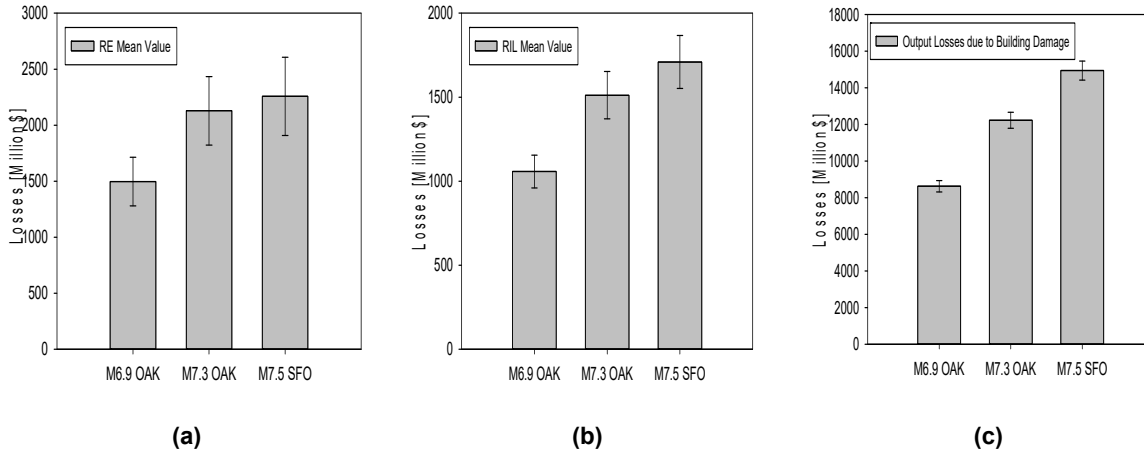 3000
2500
2000
1500
1000
500
0
Losses [Million$]
RE Mean Value
M6.9 OAK M7.3 OAK M7.5 SFO
(a)
2000
1500
1000
500
0
Losses [Million$]
RIL Mean Value
M6.9 OAK M7.3 OAK M7.5 SFO
(b)
18000
16000
14000
12000
10000
8000
6000
4000
2000
0
Losses [Million$]
Output Losses due to Building Damage
M6.9 OAK M7.3 OAK M7.5 SFO
(c)